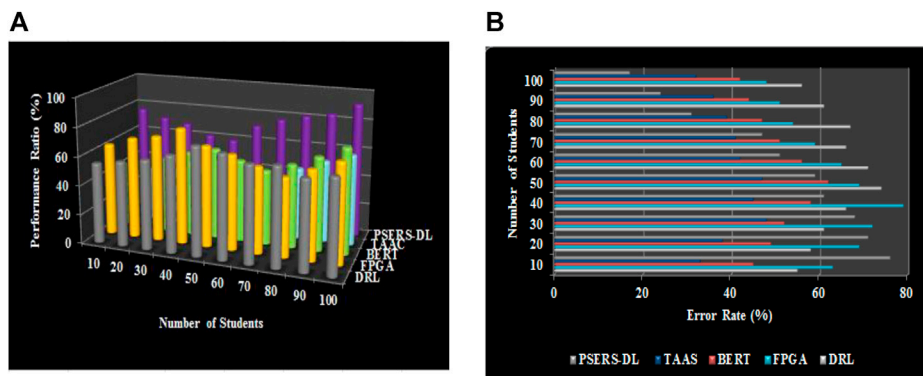 A
Performance Ratio (%)
100
80
60
40
20
0
10 20 30 40 50 60 70 80 90 100
PSERS-DL
TAAC
BERT
FPGA
DRL
Number of Students
B
Number of Students
100
90
80
70
60
50
40
30
20
10
0 20 40 60 80
Error Rate (%)
PSERS-DL TAAS BERT FPGA DRL